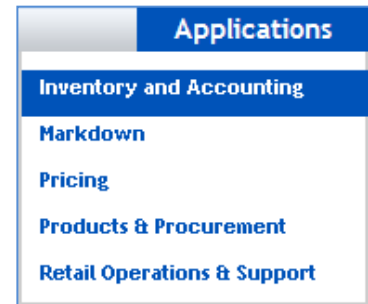 Applications
Inventory and Accounting
Markdown
Pricing
Products & Procurement
Retail Operations & Support